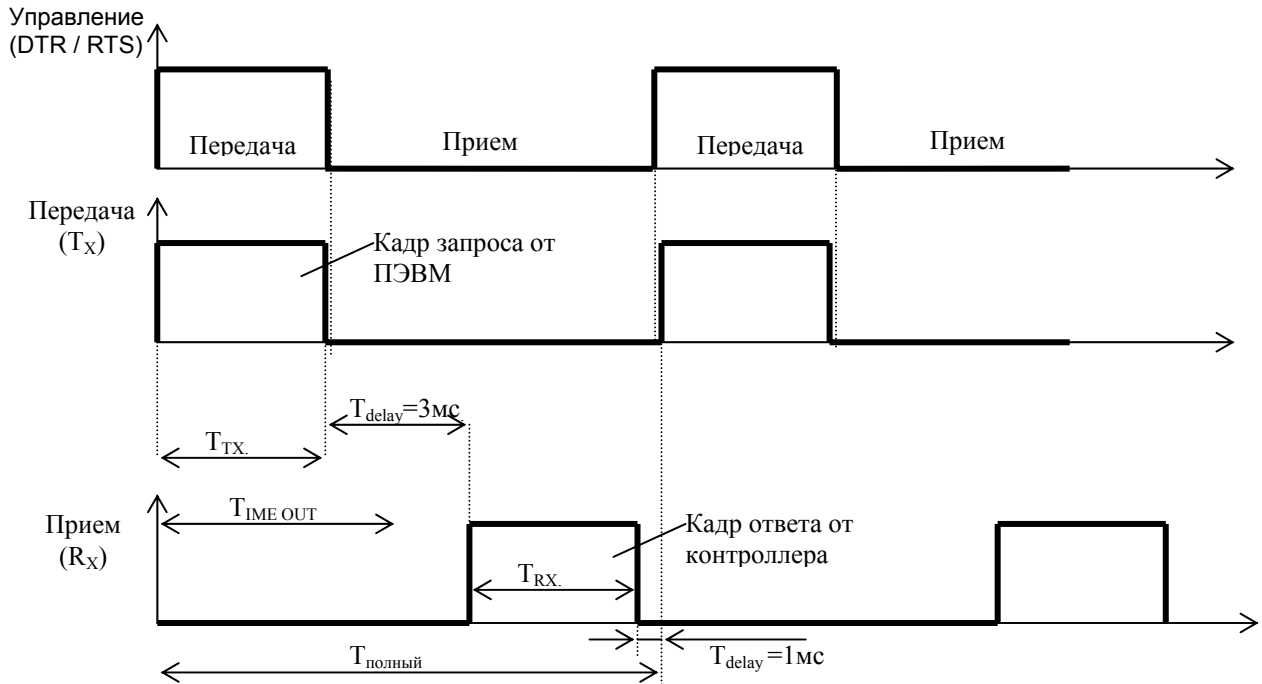 Управление
(DTR / RTS)
Передача
Прием
Передача
Прием
Передача
(TX)
Кадр запроса от
ПЭВМ
Tdelay=3мс
TTX.
Прием
(RX)
TIME OUT
Кадр ответа от
контроллера
TRX.
Tполный
Tdelay =1мс